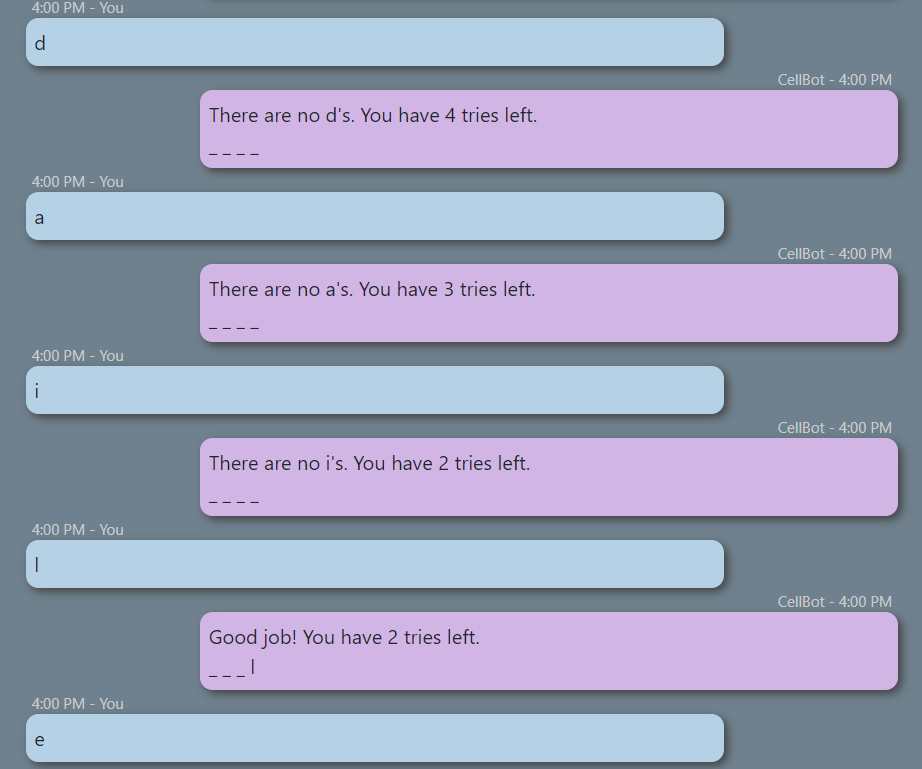 4:00 PM - You
d
CellBot - 4:00 PM
There are no d's. You have 4 tries left.
_ _ _ _
4:00 PM - You
a
CellBot - 4:00 PM
There are no a's. You have 3 tries left.
_ _ _ _
4:00 PM - You
i
CellBot - 4:00 PM
There are no i's. You have 2 tries left.
_ _ _ _
4:00 PM - You
l
CellBot - 4:00 PM
Good job! You have 2 tries left.
_ _ _ l
4:00 PM - You
e